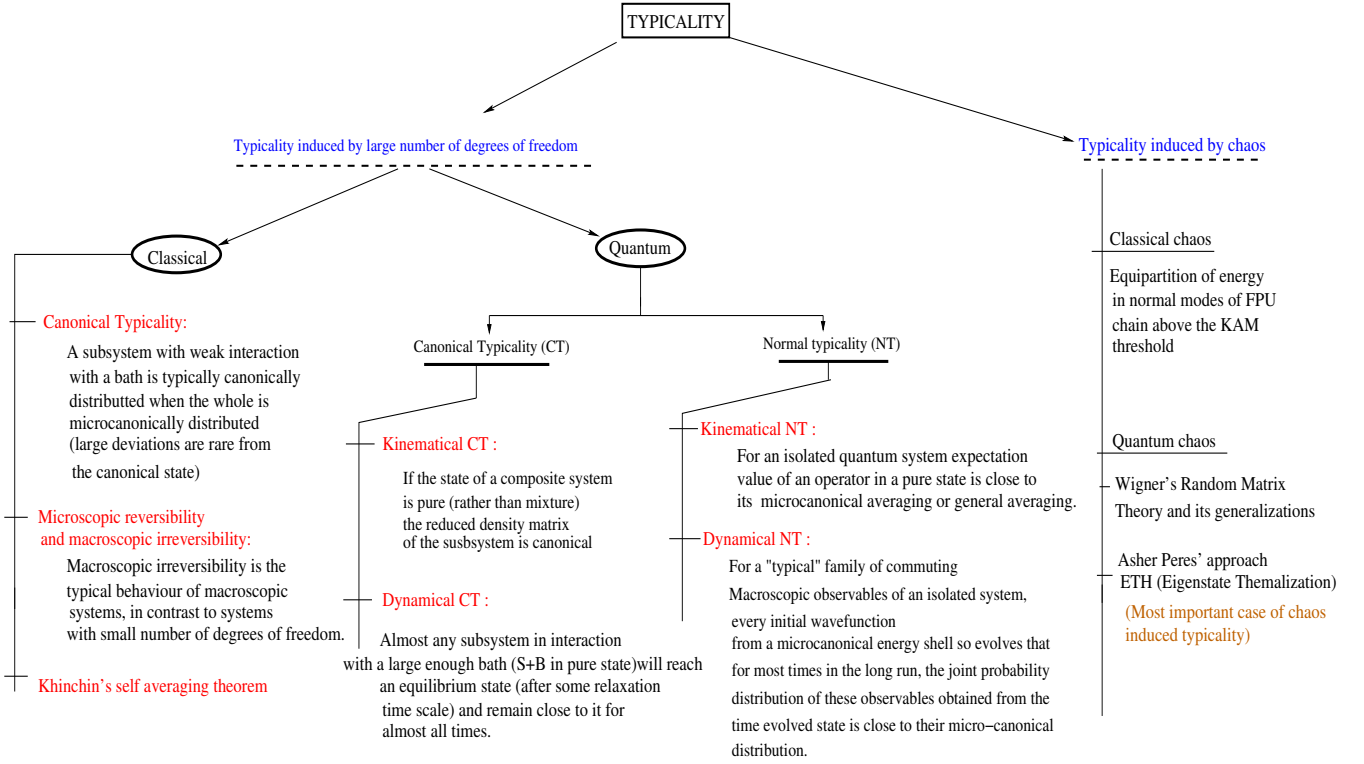 TYPICALITY
Typicality induced by large number of degrees of freedom
Typicality induced by chaos
Classical
Quantum
Canonical Typicality:
A subsystem with weak interaction
with a bath is typically canonically
distributted when the whole is
microcanonically distributed
(large deviations are rare from
the canonical state)
Microscopic reversibility
and macroscopic irreversibility:
Macroscopic irreversibility is the
typical behaviour of macroscopic
systems, in contrast to systems
with small number of degrees of freedom.
Khinchin's self averaging theorem
Canonical Typicality (CT)
Kinematical CT :
If the state of a composite system
is pure (rather than mixture)
the reduced density matrix
of the susbsystem is canonical
Dynamical CT :
Almost any subsystem in interaction
with a large enough bath (S+B in pure state)will reach
an equilibrium state (after some relaxation
time scale) and remain close to it for
almost all times.
Normal typicality (NT)
Kinematical NT :
For an isolated quantum system expectation
value of an operator in a pure state is close to
its microcanonical averaging or general averaging.
Dynamical NT :
For a "typical" family of commuting
Macroscopic observables of an isolated system,
every initial wavefunction
from a microcanonical energy shell so evolves that
for most times in the long run, the joint probability
distribution of these observables obtained from the
time evolved state is close to their micro−canonical
distribution.
Classical chaos
Equipartition of energy
in normal modes of FPU
chain above the KAM
threshold
Quantum chaos
Wigner's Random Matrix
Theory and its generalizations
Asher Peres' approach
ETH (Eigenstate Themalization)
(Most important case of chaos
induced typicality)